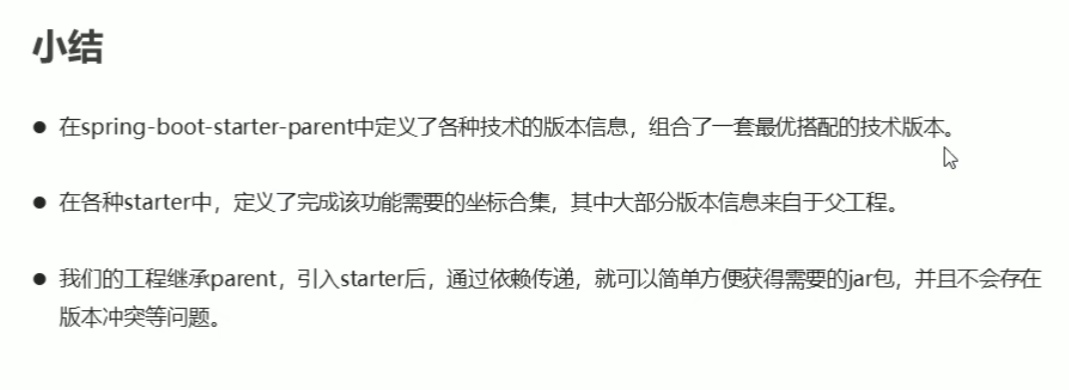 小结
● 在spring-boot-starter-parent中定义了各种技术的版本信息，组合了一套最优搭配的技术版本。
● 在各种starter中，定义了完成该功能需要的坐标合集，其中大部分版本信息来自于父工程。
● 我们的工程继承parent，引入starter后，通过依赖传递，就可以简单方便获得需要的jar包，并且不会存在
版本冲突等问题。